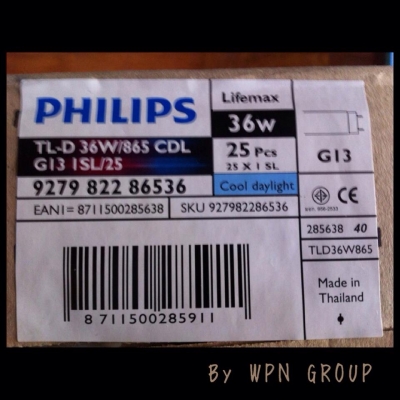 PHILIPS
Lifemax
36w
TL-D 36W/865 CDL
G13 1SL/25
25 Pcs
25 X 1 SL
G13
9279 822 86536
Cool daylight
EAN1= 8711500285638
SKU 927982286536
285638 40
TLD36W865
8 711500 285911
Made in
Thailand
By WPN GROUP